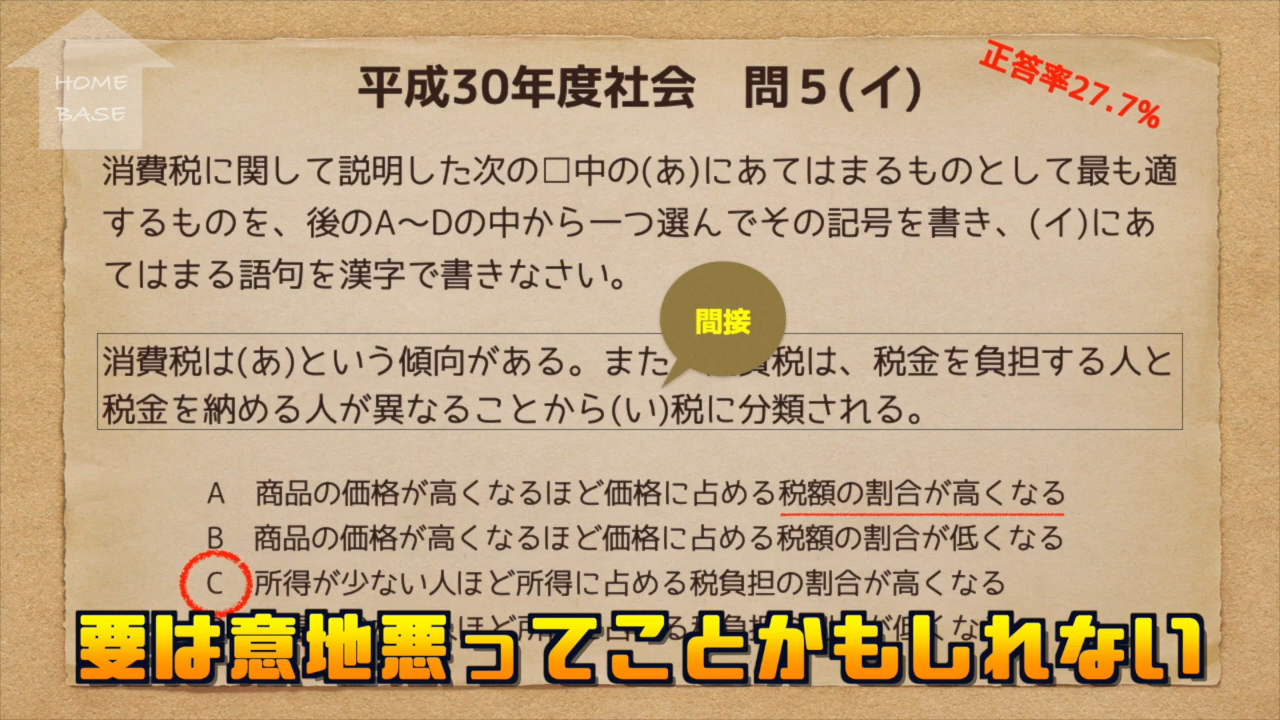 HOME
BASE
平成30年度社会　問５(イ)
正答率27.7%
消費税に関して説明した次の□中の(あ)にあてはまるものとして最も適
するものを、後のA〜Dの中から一つ選んでその記号を書き、(イ)にあ
てはまる語句を漢字で書きなさい。
間接
消費税は(あ)という傾向がある。また 税は、税金を負担する人と
税金を納める人が異なることから(い)税に分類される。
A　商品の価格が高くなるほど価格に占める税額の割合が高くなる
B　商品の価格が高くなるほど価格に占める税額の割合が低くなる
C　所得が少ない人ほど所得に占める税負担の割合が高くなる
要は意地悪ってことかもしれない